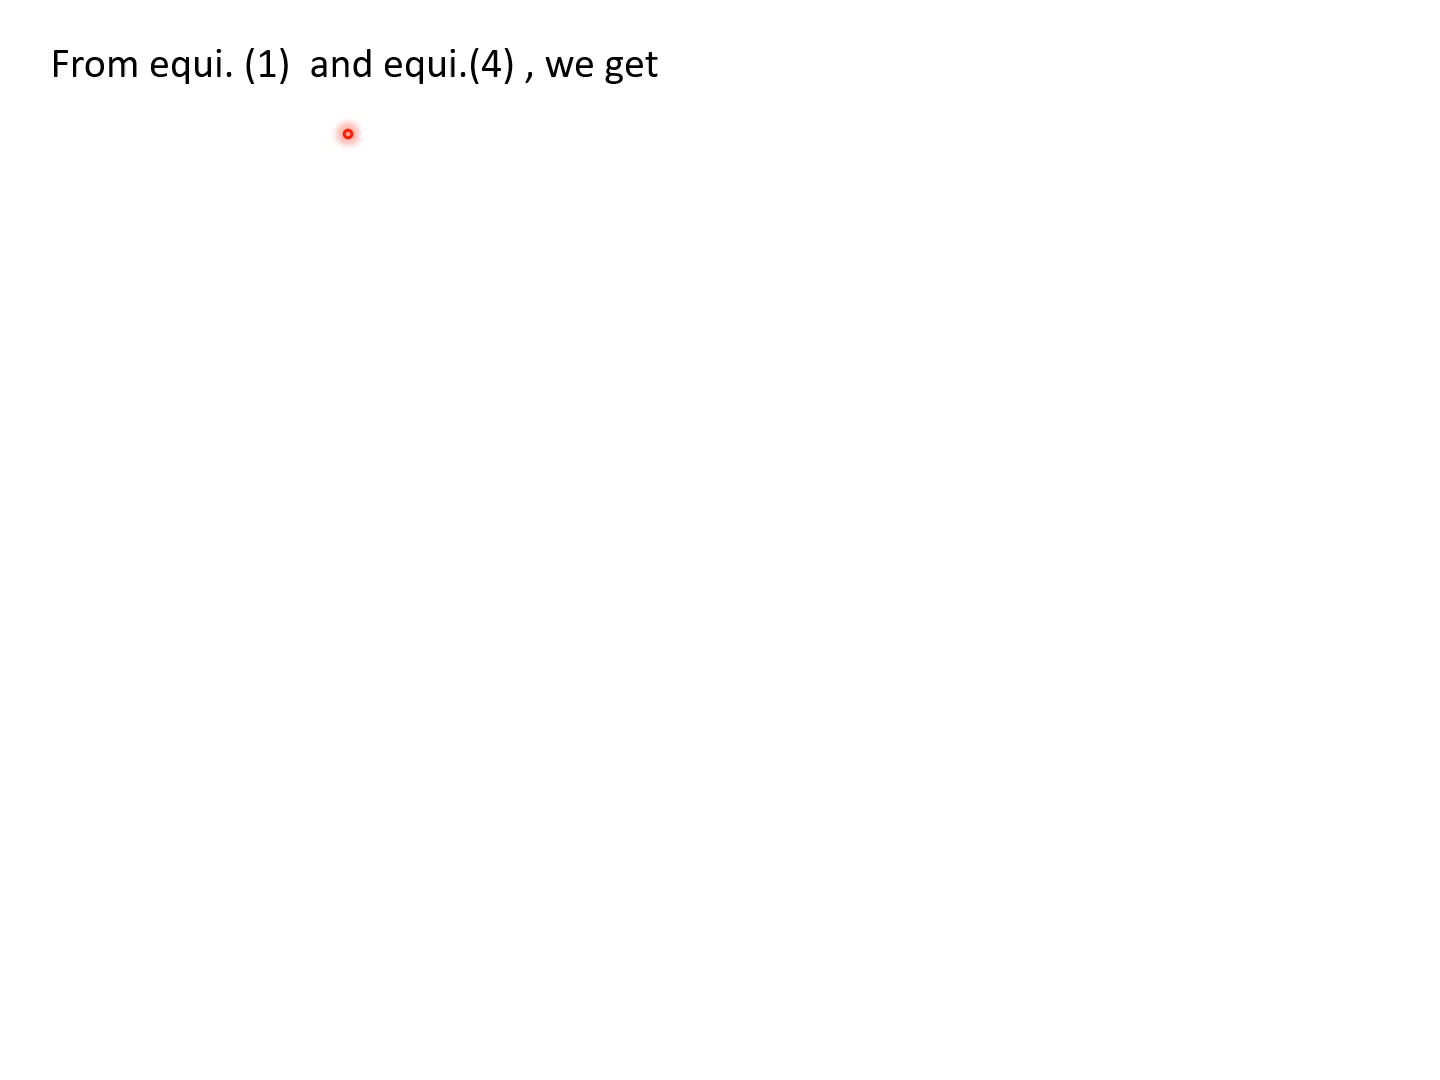 From equi. (1)  and equi.(4) , we get